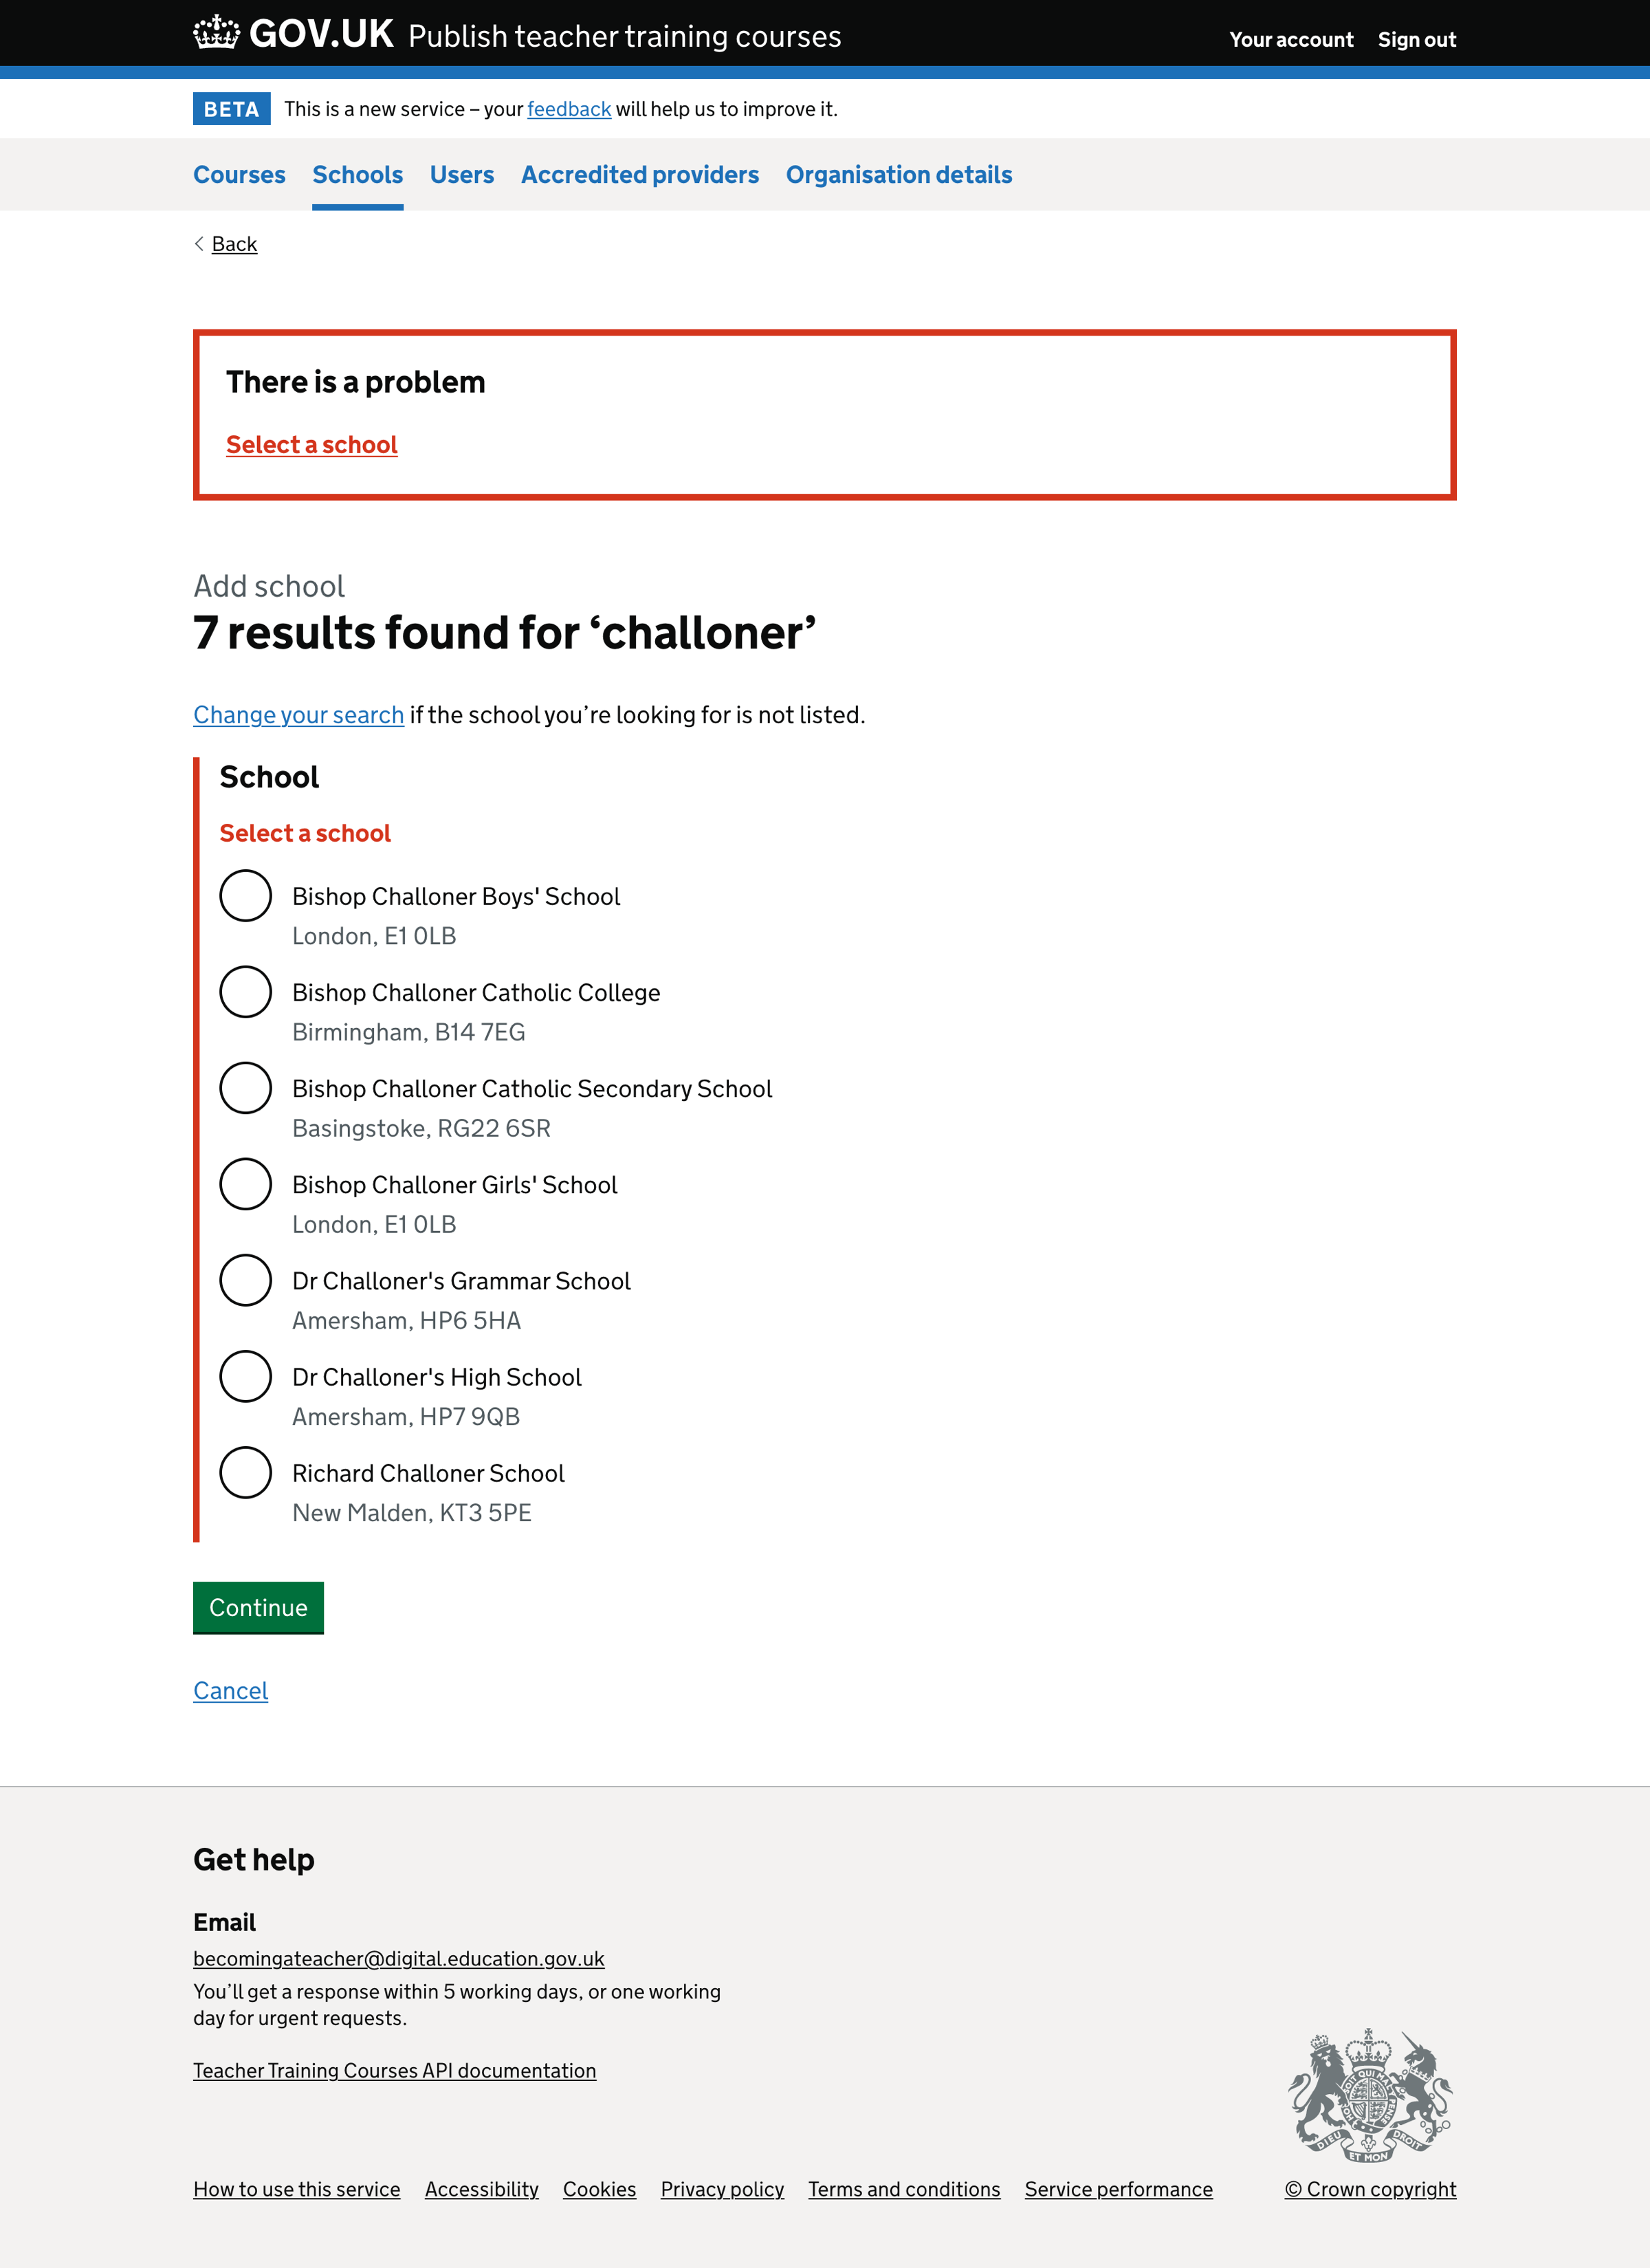 GOV.UK Publish teacher training courses
Your account Sign out
BETA This is a new service – your feedback will help us to improve it.
Courses Schools Users Accredited providers Organisation details
Back
There is a problem
Select a school
Add school
7 results found for ‘challoner’
Change your search if the school you’re looking for is not listed.
School
Select a school
Bishop Challoner Boys' School
London, E1 0LB
Bishop Challoner Catholic College
Birmingham, B14 7EG
Bishop Challoner Catholic Secondary School
Basingstoke, RG22 6SR
Bishop Challoner Girls' School
London, E1 0LB
Dr Challoner's Grammar School
Amersham, HP6 5HA
Dr Challoner's High School
Amersham, HP7 9QB
Richard Challoner School
New Malden, KT3 5PE
Continue
Cancel
Get help
Email
becomingateacher@digital.education.gov.uk
You’ll get a response within 5 working days, or one working
day for urgent requests.
Teacher Training Courses API documentation
DIEU ET MON DROIT
How to use this service Accessibility Cookies Privacy policy Terms and conditions Service performance
© Crown copyright